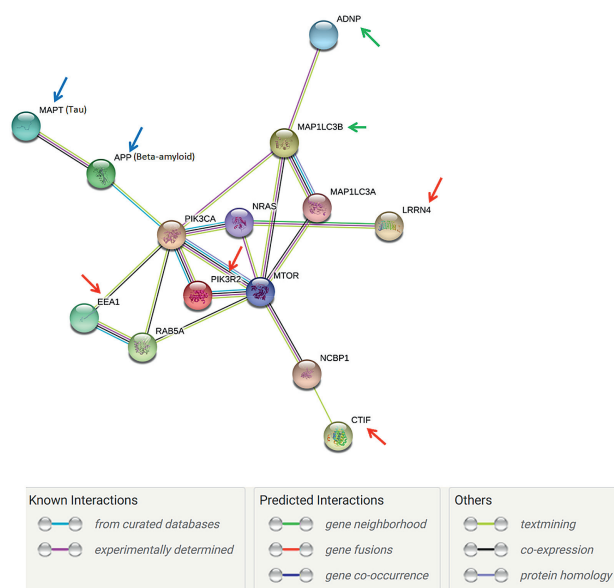 ADNP
MAPT (Tau)
MAP1LC3B
APP (Beta-amyloid)
MAP1LC3A
NRAS
LRRN4
PIK3CA
PIK3R2
MTOR
EEA1
RAB5A
NCBP1
CTIF
Known Interactions
from curated databases
experimentally determined
Predicted Interactions
gene neighborhood
gene fusions
gene co-occurrence
Others
textmining
co-expression
protein homology